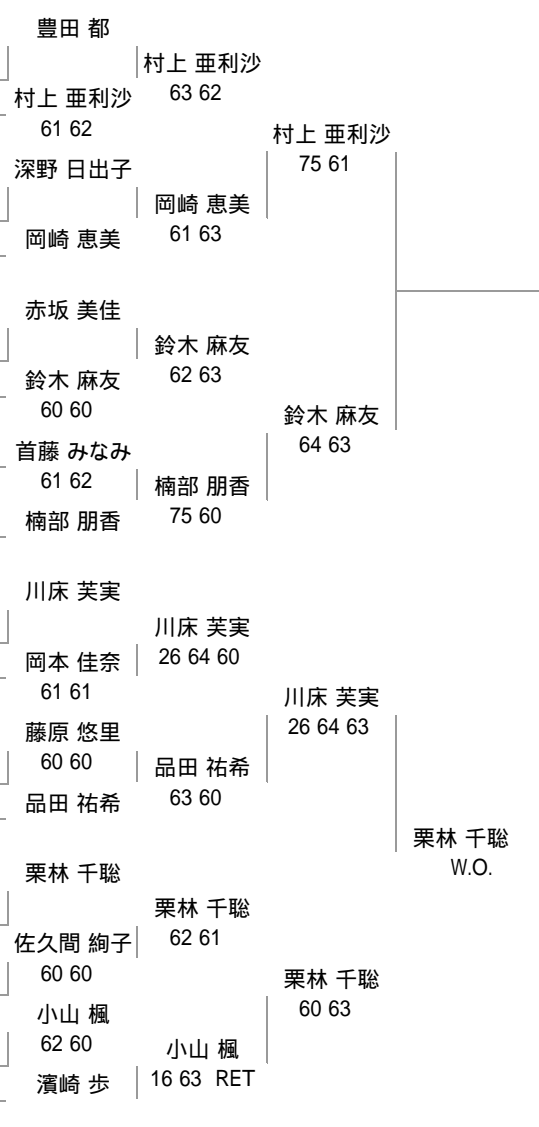 豊田 都
村上 亜利沙
63 62
村上 亜利沙
61 62
村上 亜利沙
75 61
深野 日出子
岡崎 恵美
61 63
岡崎 恵美
赤坂 美佳
鈴木 麻友
62 63
鈴木 麻友
60 60
鈴木 麻友
64 63
首藤 みなみ
61 62
楠部 朋香
75 60
楠部 朋香
川床 芙実
川床 芙実
26 64 60
岡本 佳奈
61 61
川床 芙実
26 64 63
藤原 悠里
60 60
品田 祐希
63 60
品田 祐希
栗林 千聡
W.O.
栗林 千聡
栗林 千聡
62 61
佐久間 絢子
60 60
栗林 千聡
60 63
小山 楓
62 60
小山 楓
16 63 RET
濱崎 歩